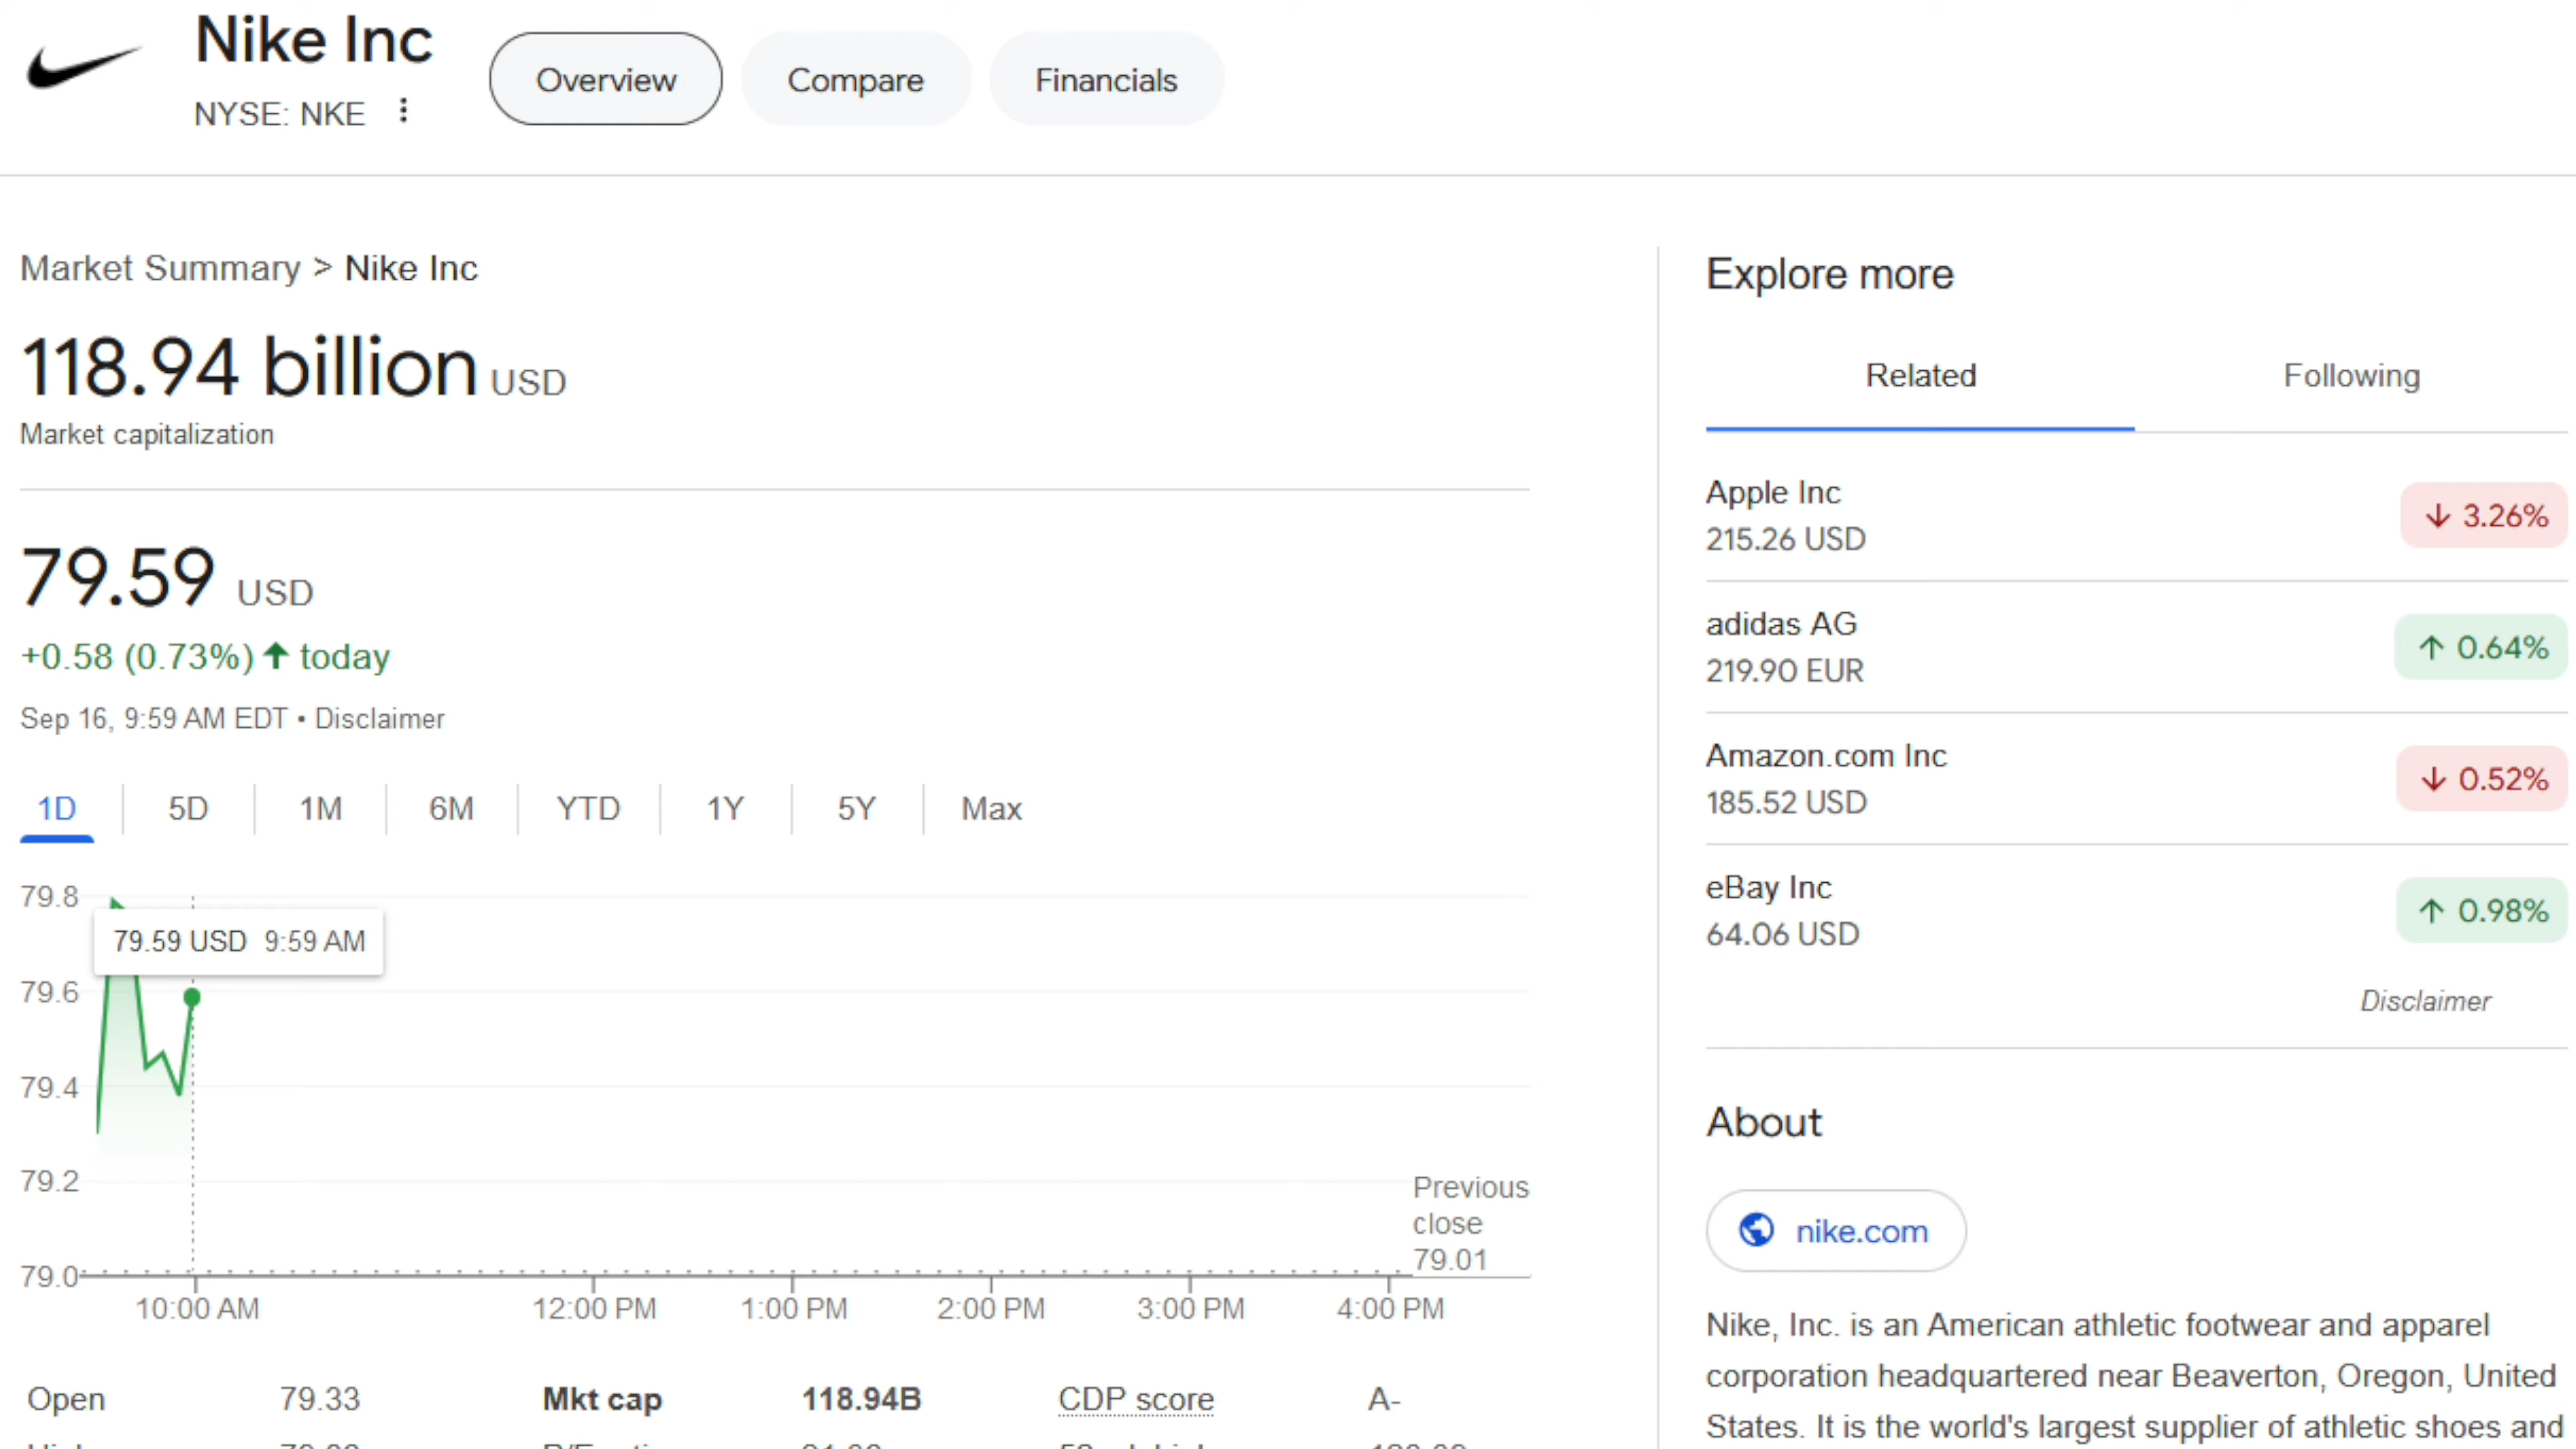 Nike Inc
NYSE: NKE
Overview
Compare
Financials
Market Summary > Nike Inc
118.94 billion USD
Market capitalization
79.59 USD
+0.58 (0.73%) ↑ today
Sep 16, 9:59 AM EDT • Disclaimer
1D 5D 1M 6M YTD 1Y 5Y Max
79.8
79.59 USD 9:59 AM
79.6
79.4
79.2
79.0
Previous
close
79.01
10:00 AM 12:00 PM 1:00 PM 2:00 PM 3:00 PM 4:00 PM
Open 79.33 Mkt cap 118.94B CDP score A-
Explore more
Related Following
Apple Inc
215.26 USD
↓ 3.26%
adidas AG
219.90 EUR
↑ 0.64%
Amazon.com Inc
185.52 USD
↓ 0.52%
eBay Inc
64.06 USD
↑ 0.98%
Disclaimer
About
nike.com
Nike, Inc. is an American athletic footwear and apparel
corporation headquartered near Beaverton, Oregon, United
States. It is the world's largest supplier of athletic shoes and